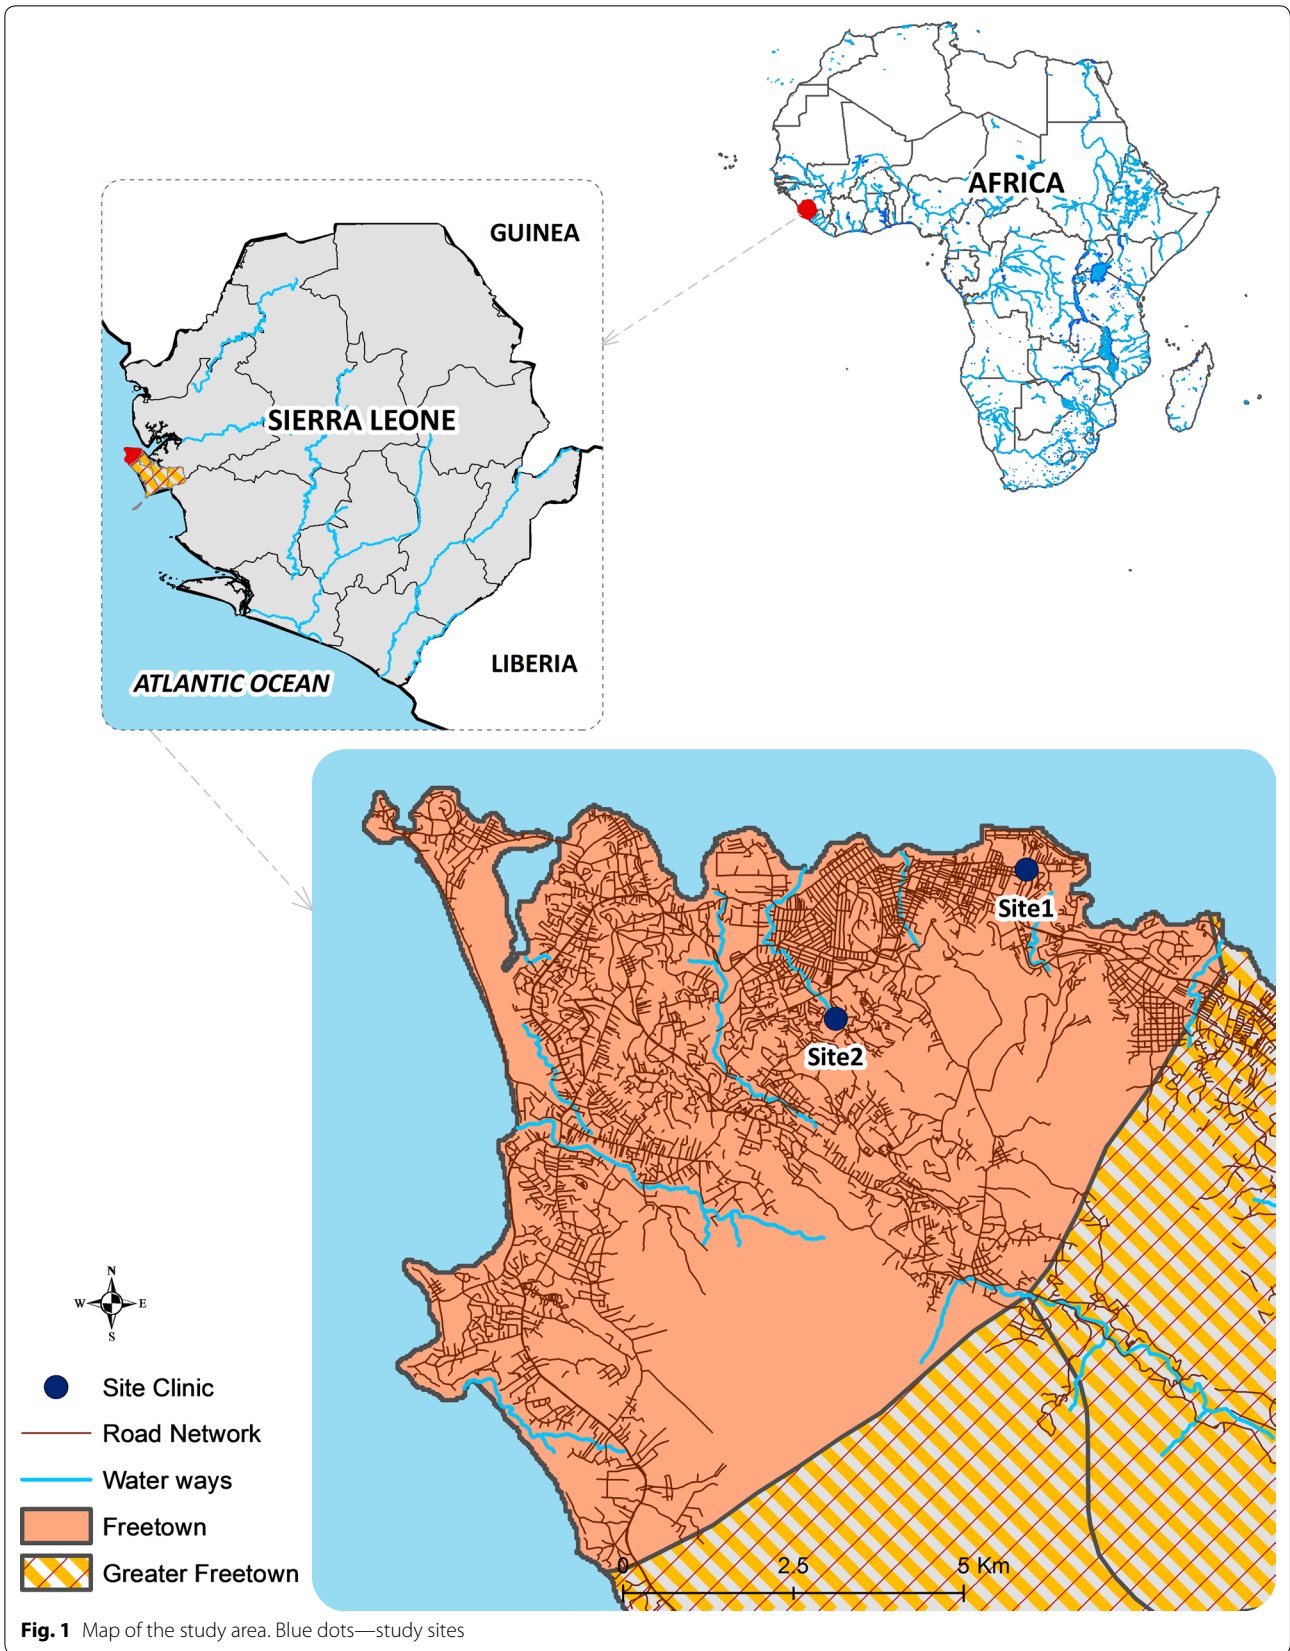 AFRICA
GUINEA
SIERRA LEONE
LIBERIA
ATLANTIC OCEAN
Site1
Site2
N
W E
S
Site Clinic
Road Network
Water ways
Freetown
Greater Freetown
0 2.5 5 Km
Fig. 1 Map of the study area. Blue dots—study sites